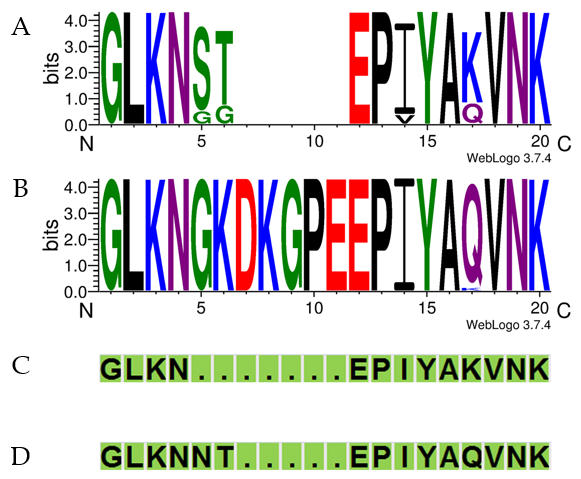 A
bits
4.0
3.0
2.0
1.0
0.0
GLKNST EPIYAKVNK
GG V Q
5 10 15 20
N C
WebLogo 3.7.4
B
bits
4.0
3.0
2.0
1.0
0.0
GLKNGKDKGPEEPIYAQVNK
5 10 15 20
N C
WebLogo 3.7.4
C GLKN.......EPIYAKVNK
D GLKNNT.....EPIYAQVNK